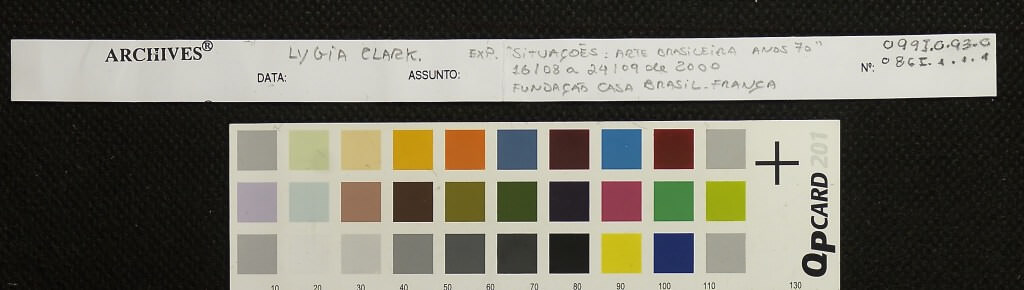 ARCHIVES®
LYGIA CLARK. EXP. "SITUAÇÕES: ARTE BRASILEIRA ANOS 70"
DATA: ASSUNTO: 16/08 a 24/09 de 2000
FUNDAÇÃO CASA BRASIL-FRANÇA
Nº:
QPCARD 201
10 20 30 40 50 60 70 80 90 100 110 130